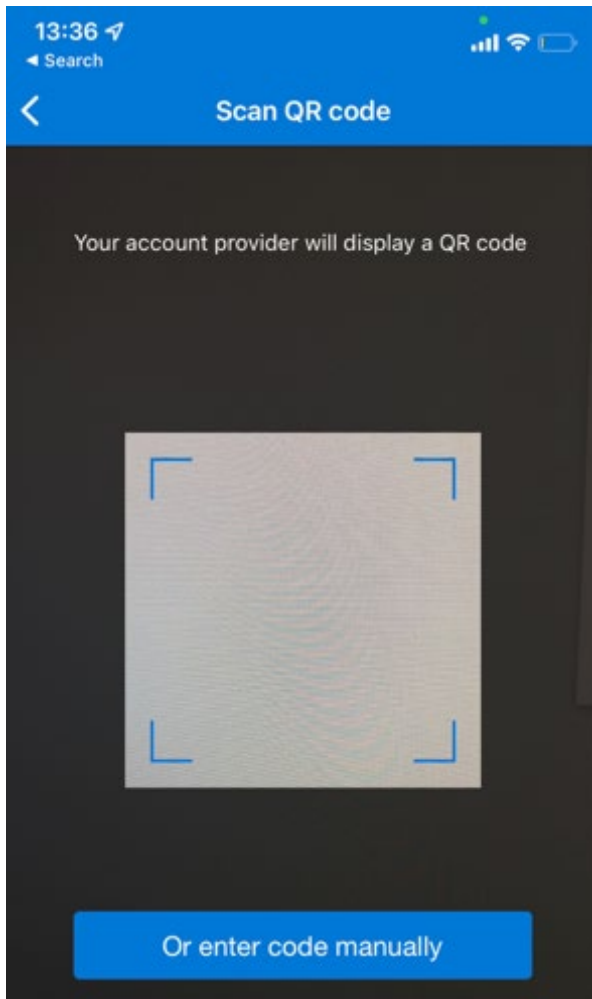 13:36
◀ Search
Scan QR code
Your account provider will display a QR code
Or enter code manually